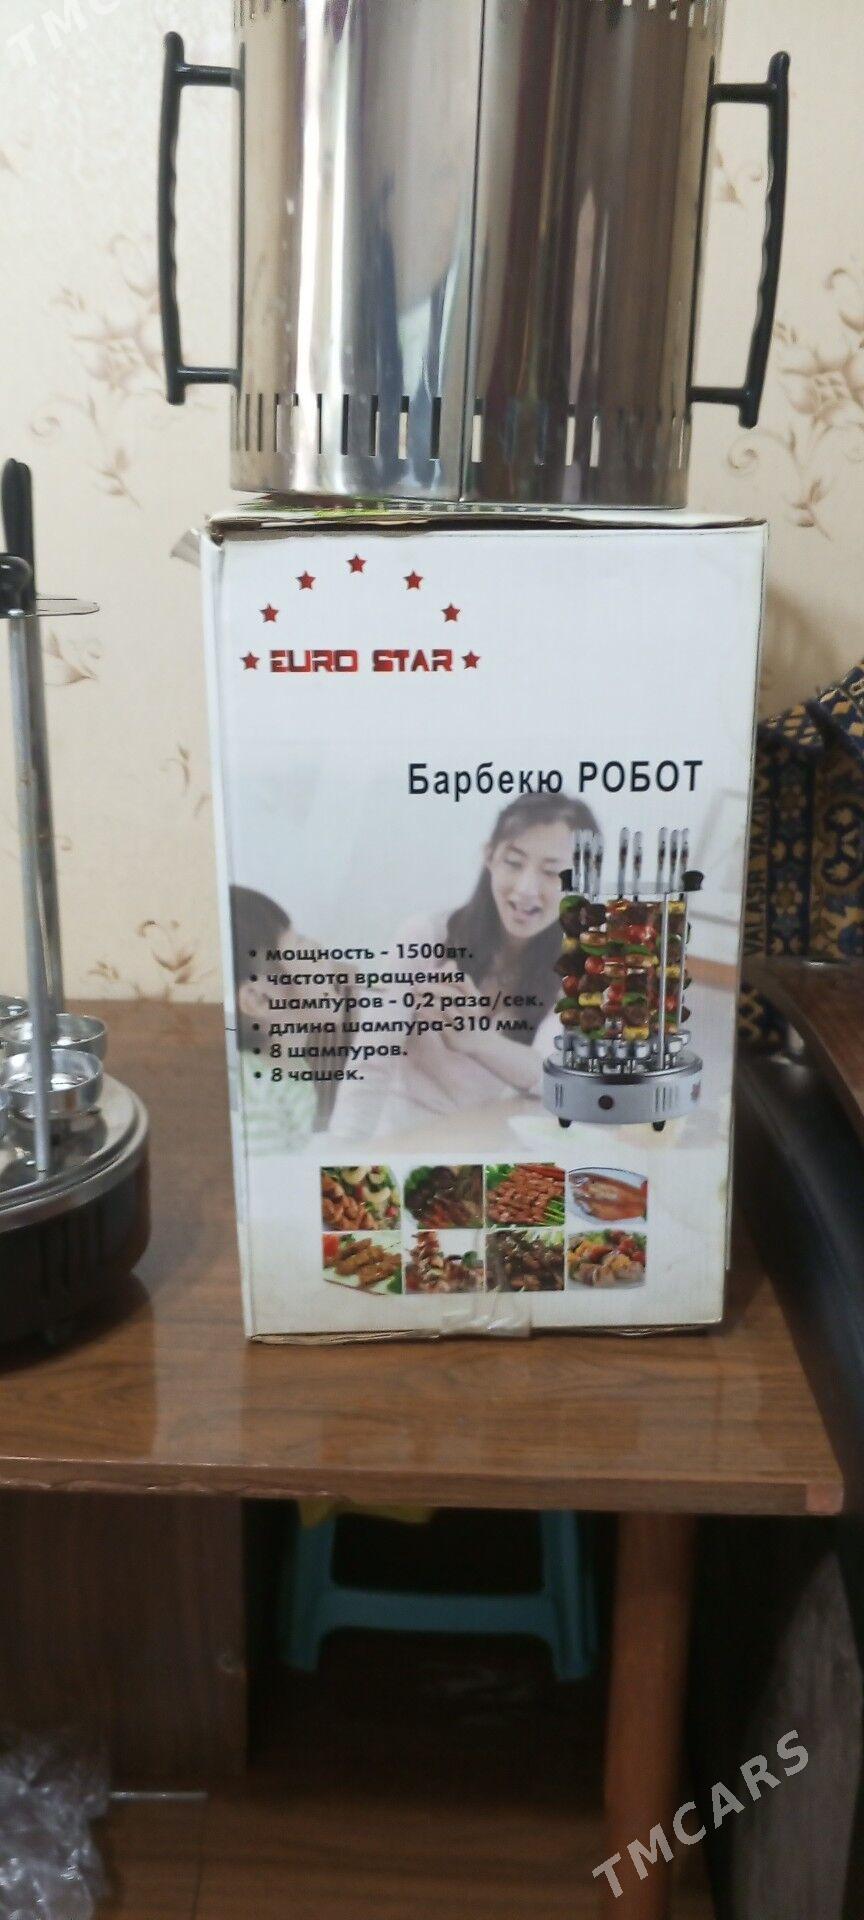 TMC
EURO STAR
Барбекю РОБОТ
• мощность - 1500вт.
• частота вращения
шампуров - 0,2 раза/сек.
• длина шампура-310 мм.
• 8 шампуров.
• 8 чашек.
TMCARS